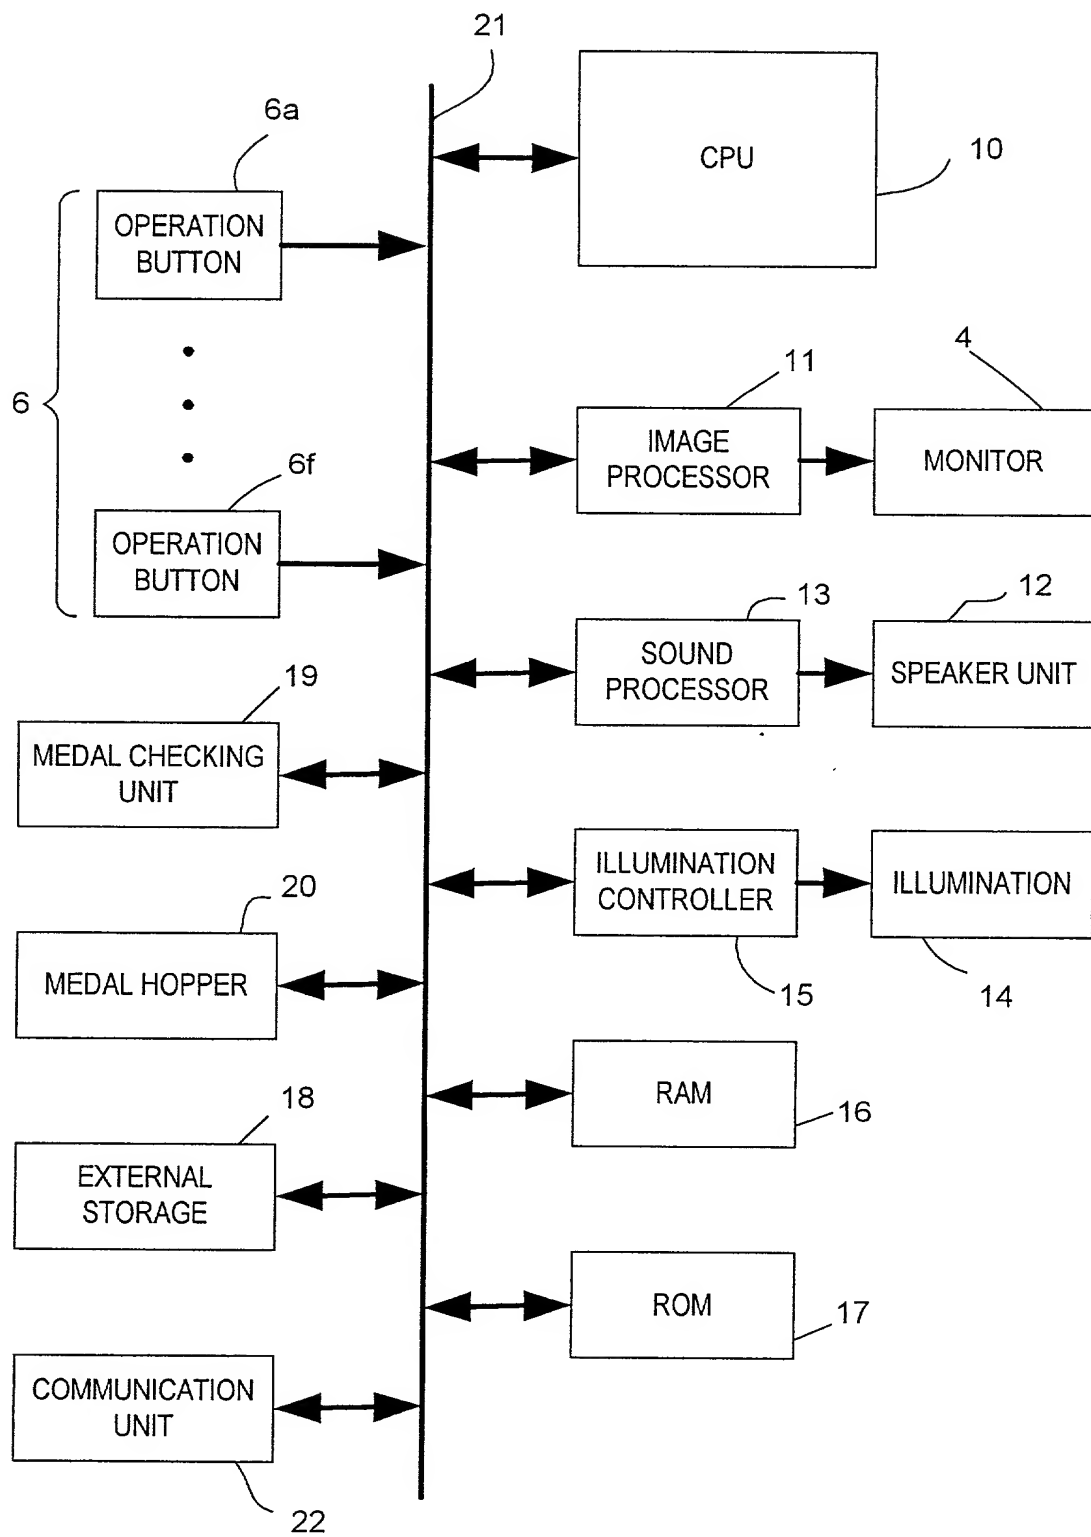 21
6a
CPU
10
OPERATION
BUTTON
6
4
11
IMAGE
PROCESSOR
MONITOR
6f
OPERATION
BUTTON
13
12
SOUND
PROCESSOR
SPEAKER UNIT
19
MEDAL CHECKING
UNIT
ILLUMINATION
CONTROLLER
ILLUMINATION
20
15
14
MEDAL HOPPER
RAM
16
18
EXTERNAL
STORAGE
ROM
17
COMMUNICATION
UNIT
22